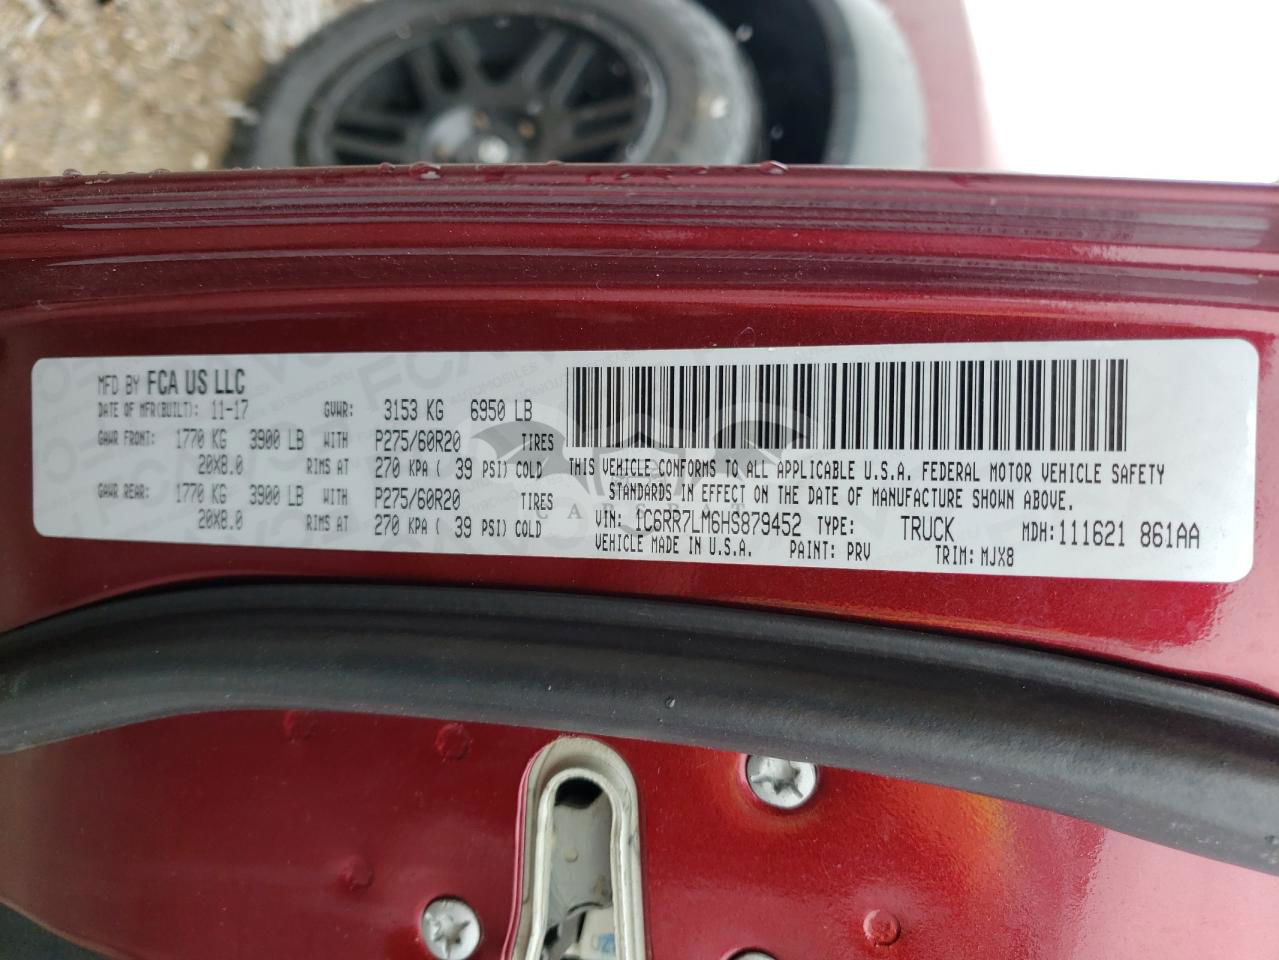 MFD BY FCA US LLC
DATE OF MFR(BUILT): 11-17 GVWR: 3153 KG 6950 LB
GAWR FRONT: 1770 KG 3900 LB WITH P275/60R20 TIRES
20X8.0 RIMS AT 270 KPA ( 39 PSI) COLD
GAWR REAR: 1770 KG 3900 LB WITH P275/60R20 TIRES
20X8.0 RIMS AT 270 KPA ( 39 PSI) COLD
THIS VEHICLE CONFORMS TO ALL APPLICABLE U.S.A. FEDERAL MOTOR VEHICLE SAFETY
STANDARDS IN EFFECT ON THE DATE OF MANUFACTURE SHOWN ABOVE.
CARSBAT
VIN: 1C6RR7LM6HS879452 TYPE: TRUCK MDH:111621 861AA
VEHICLE MADE IN U.S.A. PAINT: PRV TRIM: MJX8